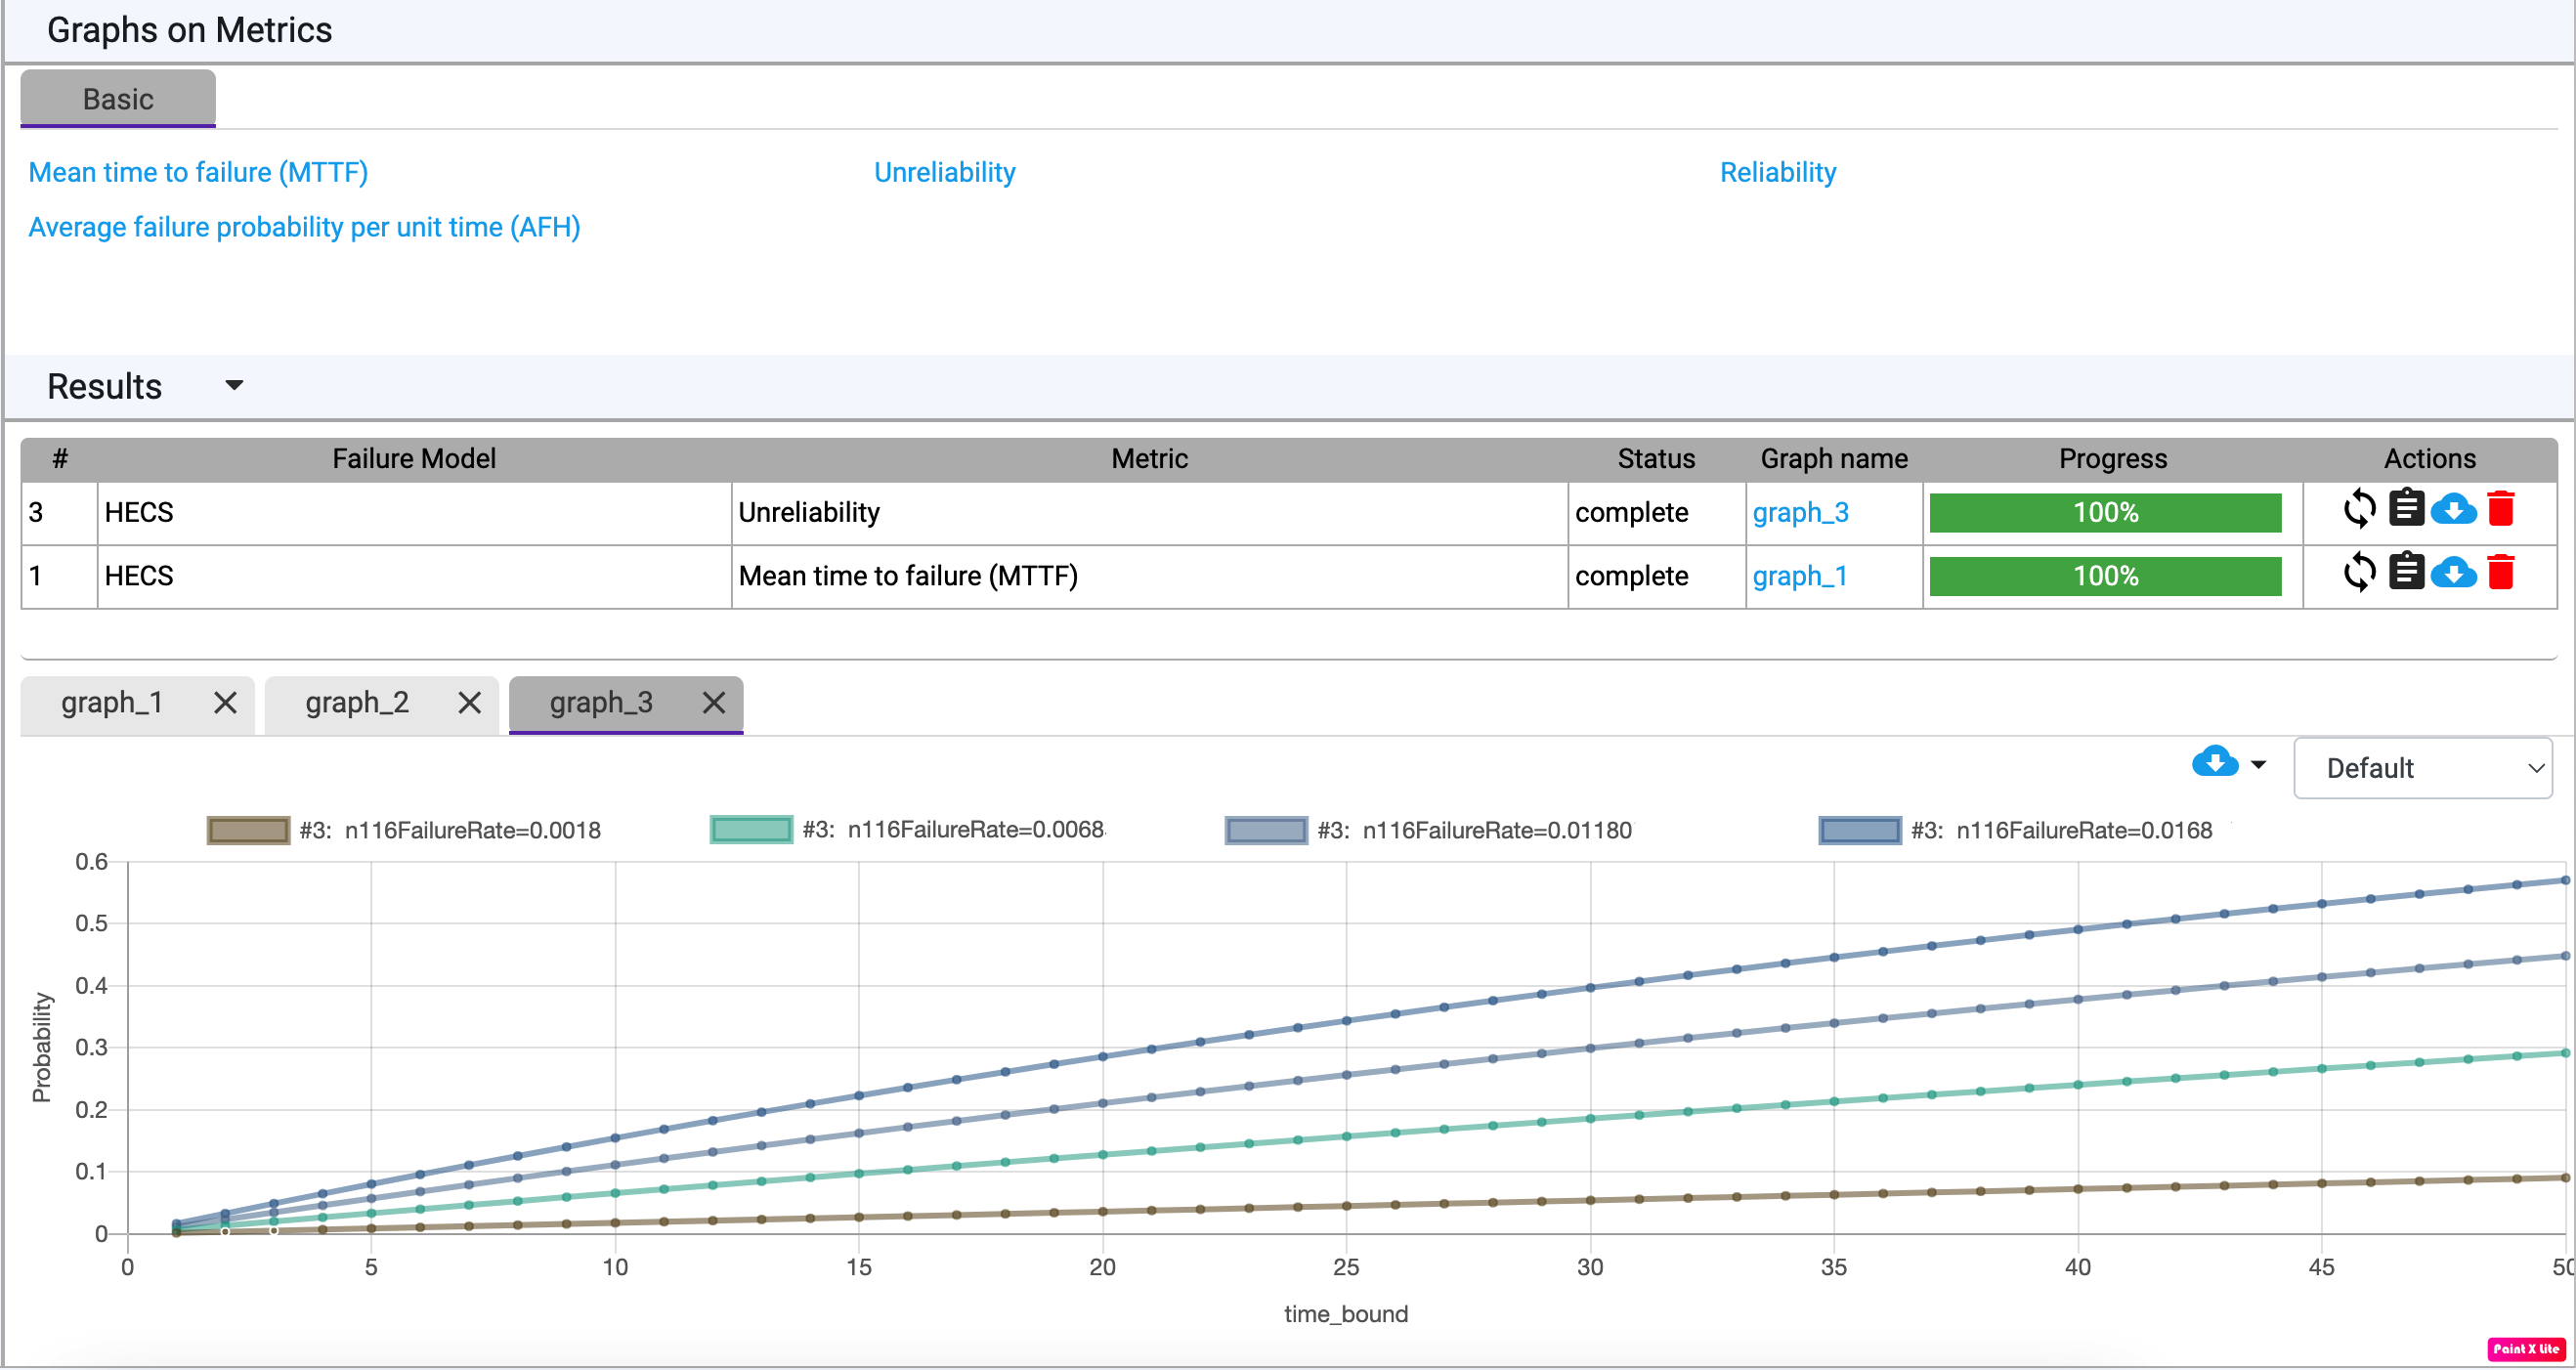 Graphs on Metrics
Basic
Mean time to failure (MTTF) Unreliability Reliability
Average failure probability per unit time (AFH)
Results
# Failure Model Metric Status Graph name Progress Actions
3 HECS Unreliability complete graph_3 100%
1 HECS Mean time to failure (MTTF) complete graph_1 100%
graph_1 graph_2 graph_3
Default
#3: n116FailureRate=0.0018 #3: n116FailureRate=0.0068 #3: n116FailureRate=0.01180 #3: n116FailureRate=0.0168
0.6
0.5
0.4
0.3
0.2
0.1
0
Probability
0 5 10 15 20 25 30 35 40 45 50
time_bound
Paint X Lite